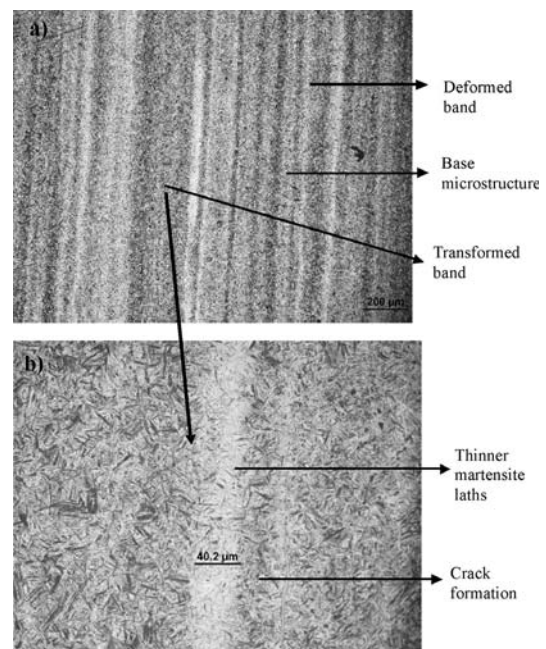 a)
Deformed
band
Base
microstructure
Transformed
band
200 µm
b)
Thinner
martensite
laths
40.2 µm
Crack
formation